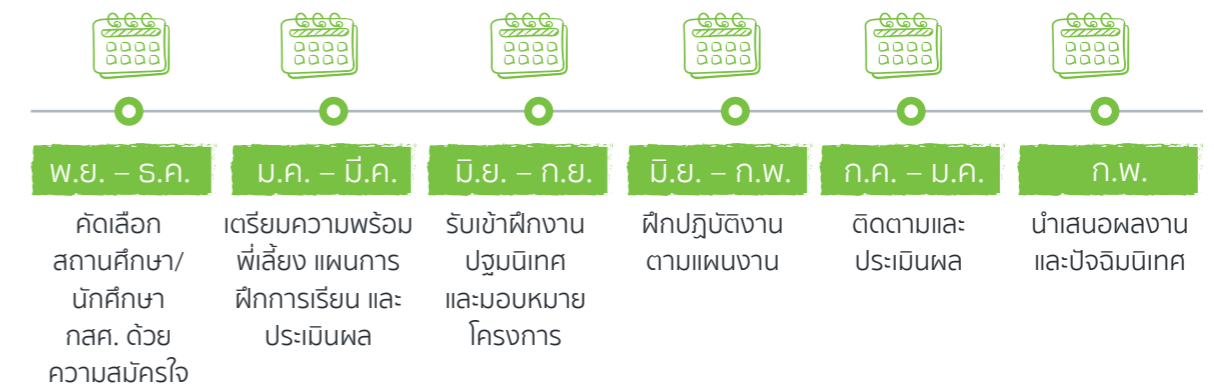 พ.ย. – ธ.ค.
คัดเลือก
สถานศึกษา/
นักศึกษา
กสศ. ด้วย
ความสมัครใจ
ม.ค. – มี.ค.
เตรียมความพร้อม
พี่เลี้ยง แผนการ
ฝึกการเรียน และ
ประเมินผล
มิ.ย. – ก.ย.
รับเข้าฝึกงาน
ปฐมนิเทศ
และมอบหมาย
โครงการ
มิ.ย. – ก.พ.
ฝึกปฏิบัติงาน
ตามแผนงาน
ก.ค. – ม.ค.
ติดตามและ
ประเมินผล
ก.พ.
นำเสนอผลงาน
และปัจฉิมนิเทศ